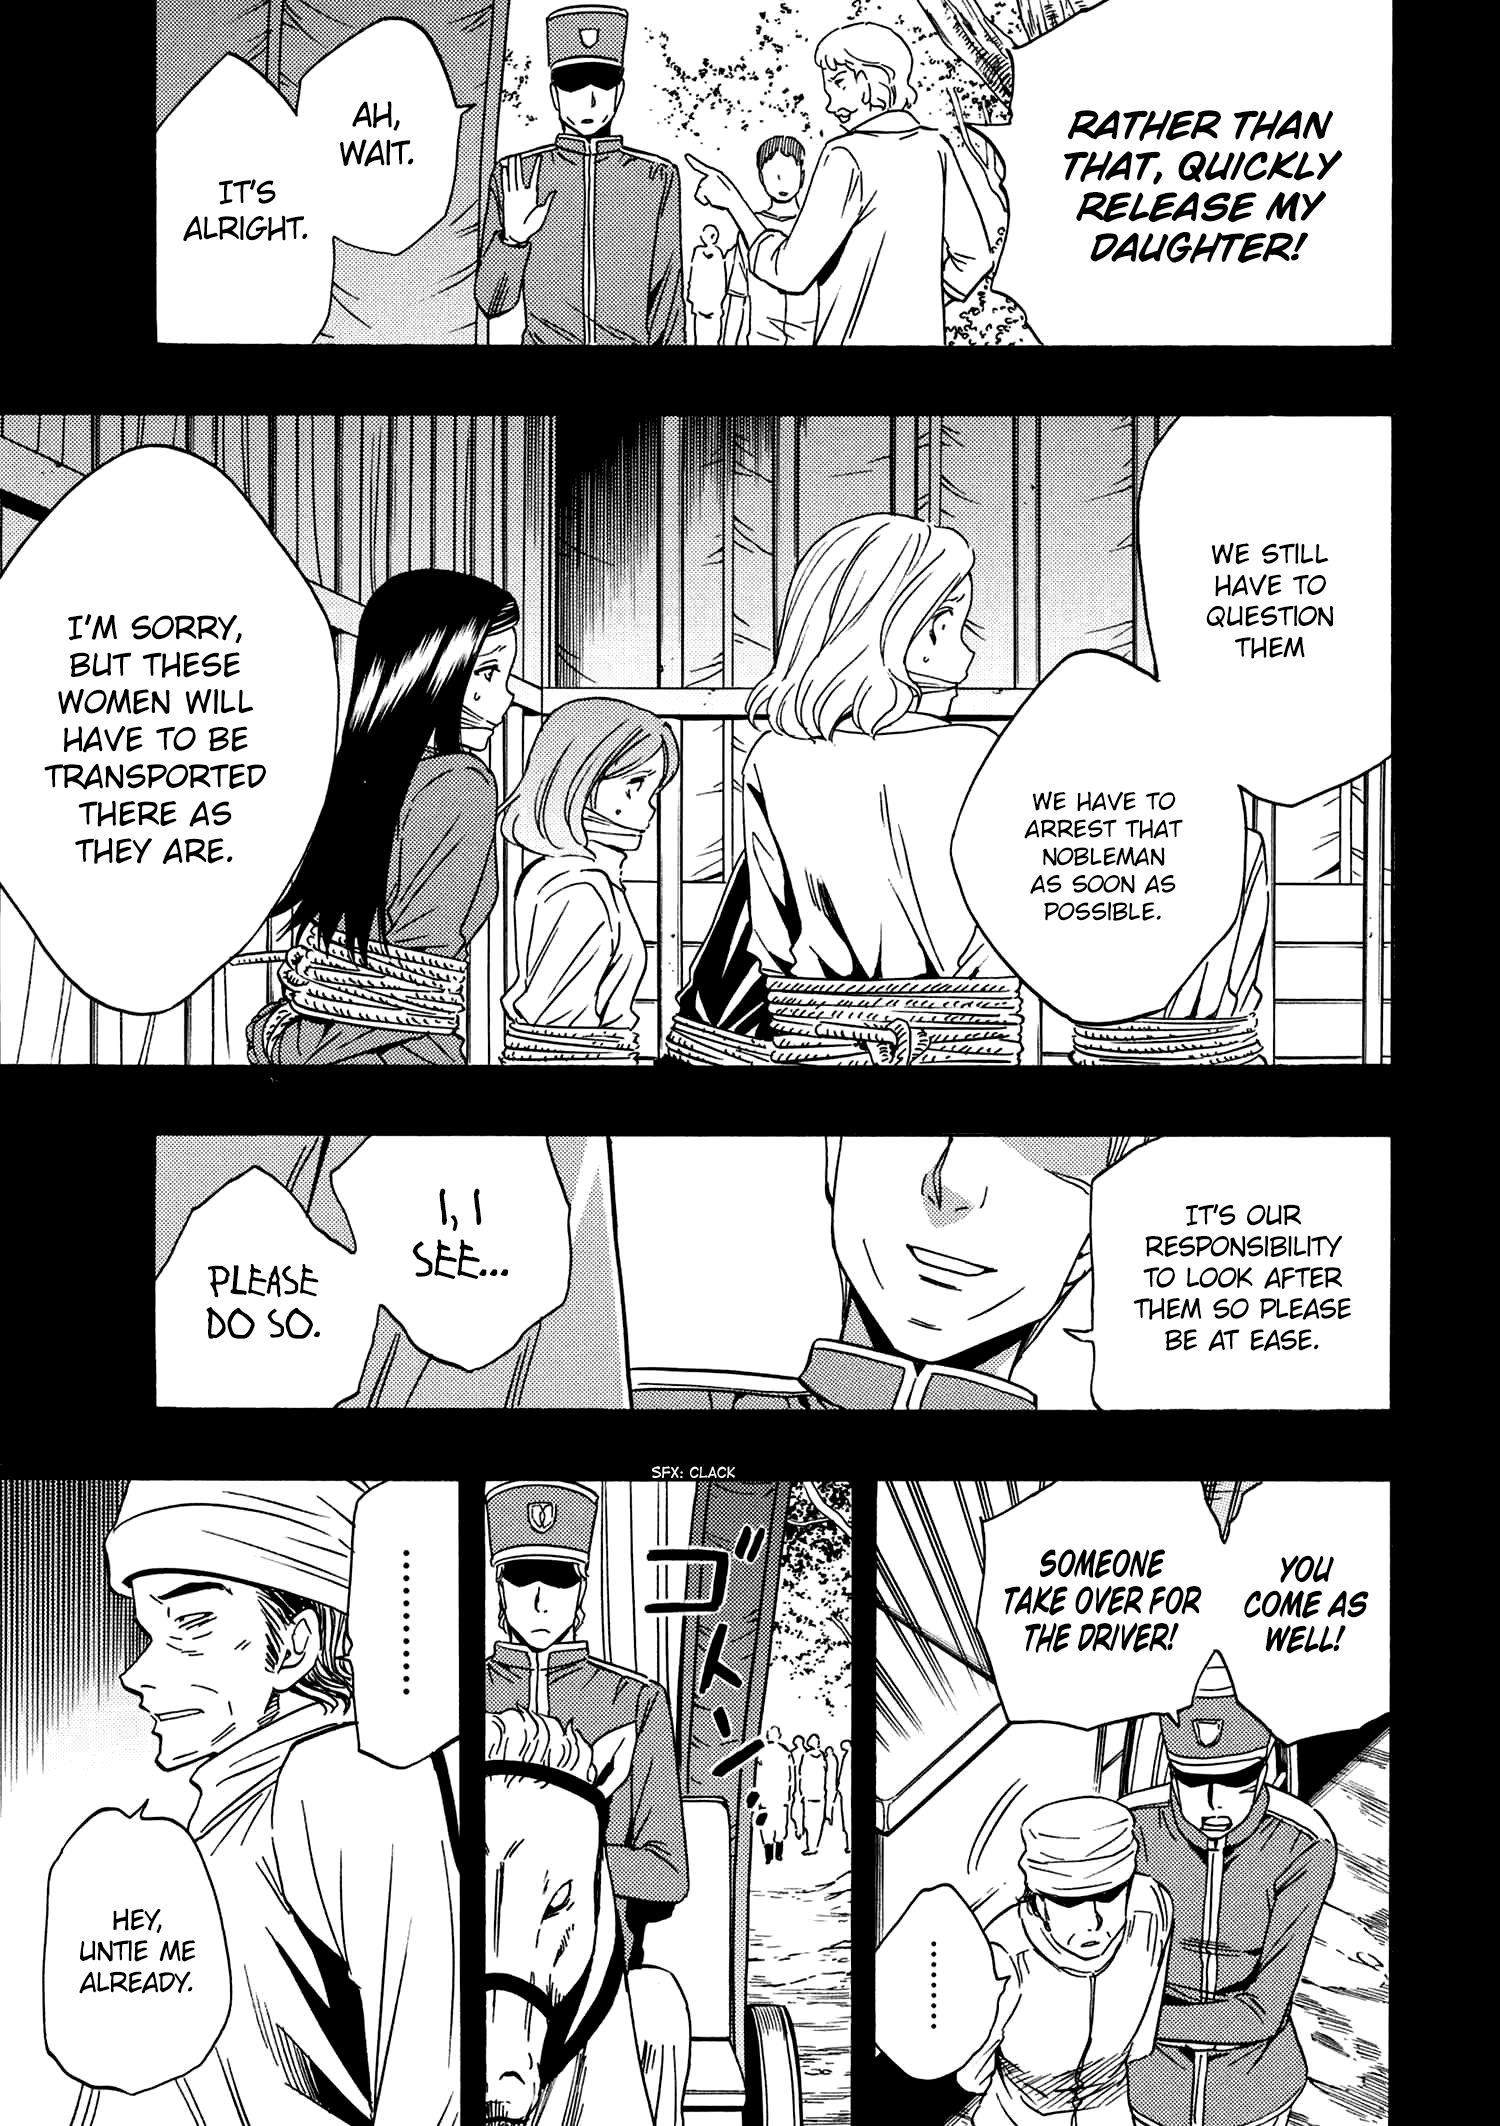 RATHER THAN
THAT, QUICKLY
RELEASE MY
DAUGHTER!
AH,
WAIT.
IT'S
ALRIGHT.
WE STILL
HAVE TO
QUESTION
THEM
WE HAVE TO
ARREST THAT
NOBLEMAN
AS SOON AS
POSSIBLE.
I'M SORRY,
BUT THESE
WOMEN WILL
HAVE TO BE
TRANSPORTED
THERE AS
THEY ARE.
IT'S OUR
RESPONSIBILITY
TO LOOK AFTER
THEM SO PLEASE
BE AT EASE.
I, I
SEE...
PLEASE
DO SO.
YOU
COME AS
WELL!
SOMEONE
TAKE OVER FOR
THE DRIVER!
........
SFX: CLACK
ゴトトッ
........
HEY,
UNTIE ME
ALREADY.